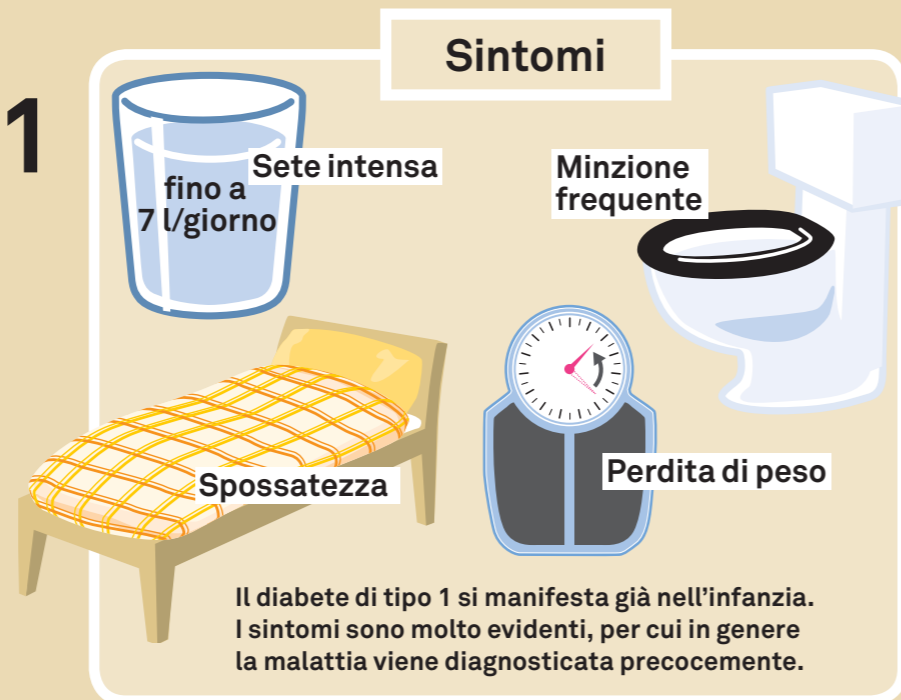 1
Sintomi
Sete intensa
fino a
7 l/giorno
Minzione
frequente
Spossatezza
Perdita di peso
Il diabete di tipo 1 si manifesta già nell’infanzia.
I sintomi sono molto evidenti, per cui in genere
la malattia viene diagnosticata precocemente.